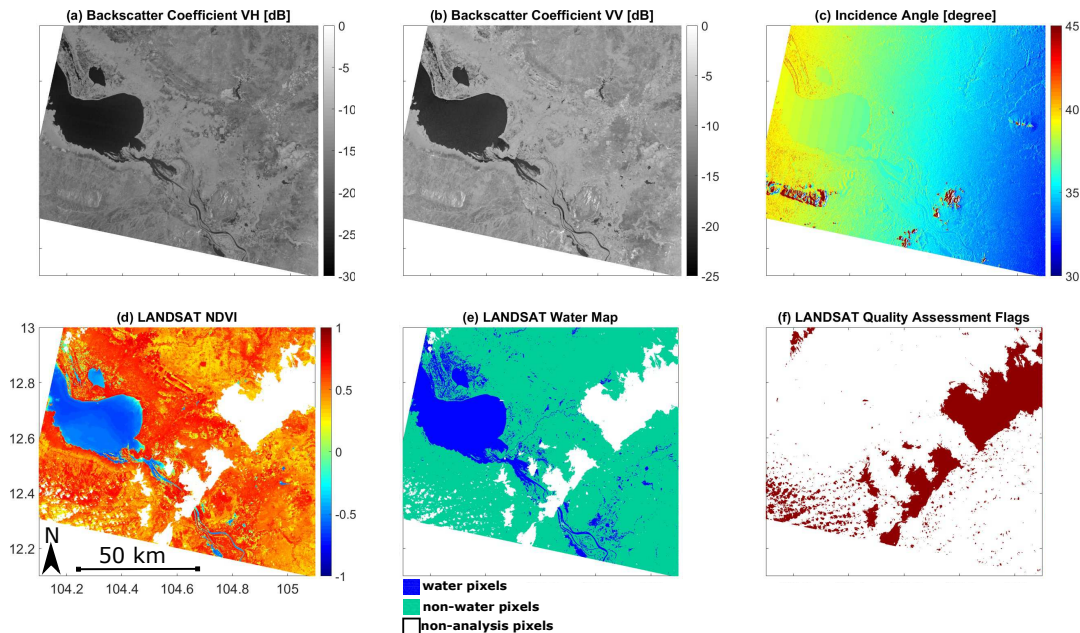 (a) Backscatter Coefficient VH [dB]
0
-5
-10
-15
-20
-25
-30
(b) Backscatter Coefficient VV [dB]
0
-5
-10
-15
-20
-25
(c) Incidence Angle [degree]
45
40
35
30
(d) LANDSAT NDVI
13
12.8
12.6
12.4
12.2
104.2
104.4
104.6
104.8
105
1
0.5
0
-0.5
-1
N
50 km
(e) LANDSAT Water Map
water pixels
non-water pixels
non-analysis pixels
(f) LANDSAT Quality Assessment Flags